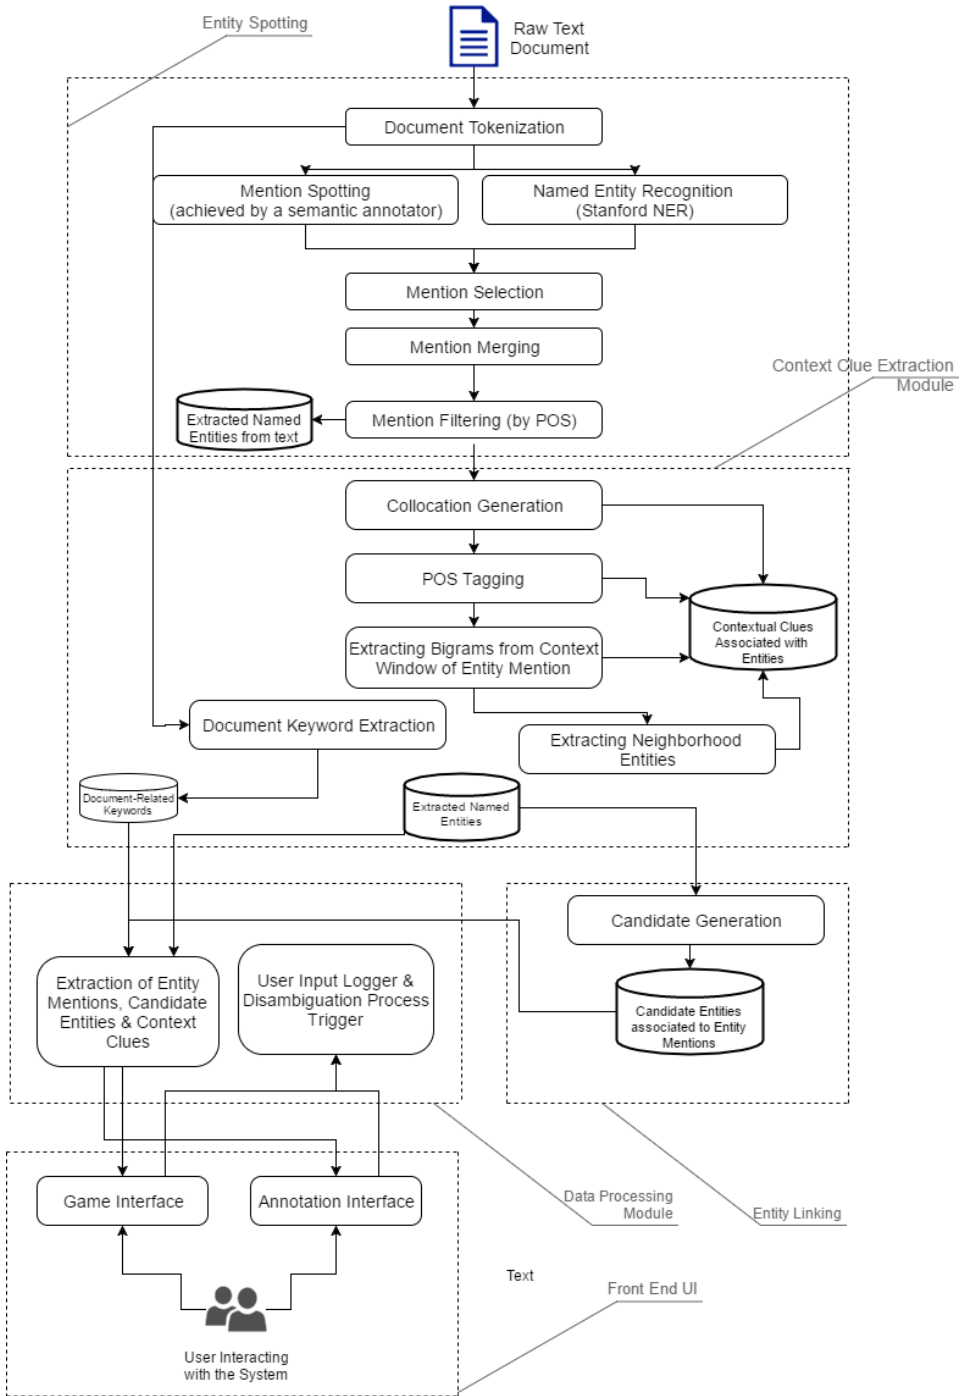 Entity Spotting
Raw Text
Document
Document Tokenization
Mention Spotting
(achieved by a semantic annotator)
Named Entity Recognition
(Stanford NER)
Mention Selection
Mention Merging
Context Clue Extraction
Module
Extracted Named
Entities from text
Mention Filtering (by POS)
Collocation Generation
POS Tagging
Contextual Clues
Associated with
Entities
Extracting Bigrams from Context
Window of Entity Mention
Document Keyword Extraction
Extracting Neighborhood
Entities
Document-Related
Keywords
Extracted Named
Entities
Candidate Generation
Extraction of Entity
Mentions, Candidate
Entities & Context
Clues
User Input Logger &
Disambiguation Process
Trigger
Candidate Entities
associated to Entity
Mentions
Game Interface
Annotation Interface
Data Processing
Module
Entity Linking
Text
Front End UI
User Interacting
with the System